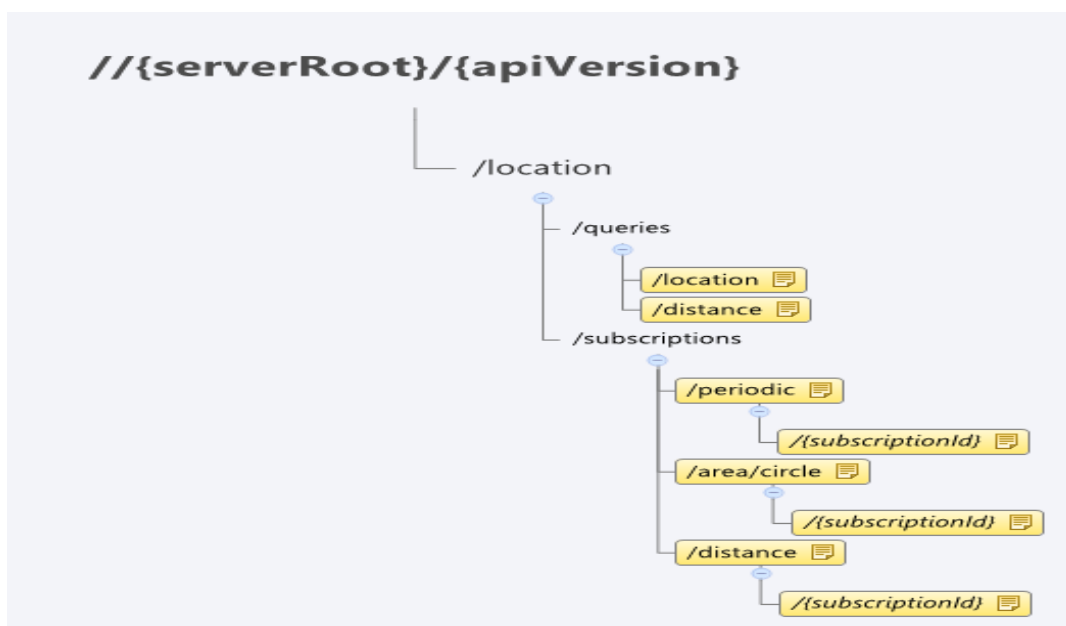 //{serverRoot}/{apiVersion}
/location
/queries
/location
/distance
/subscriptions
/periodic
/{subscriptionId}
/area/circle
/{subscriptionId}
/distance
/{subscriptionId}